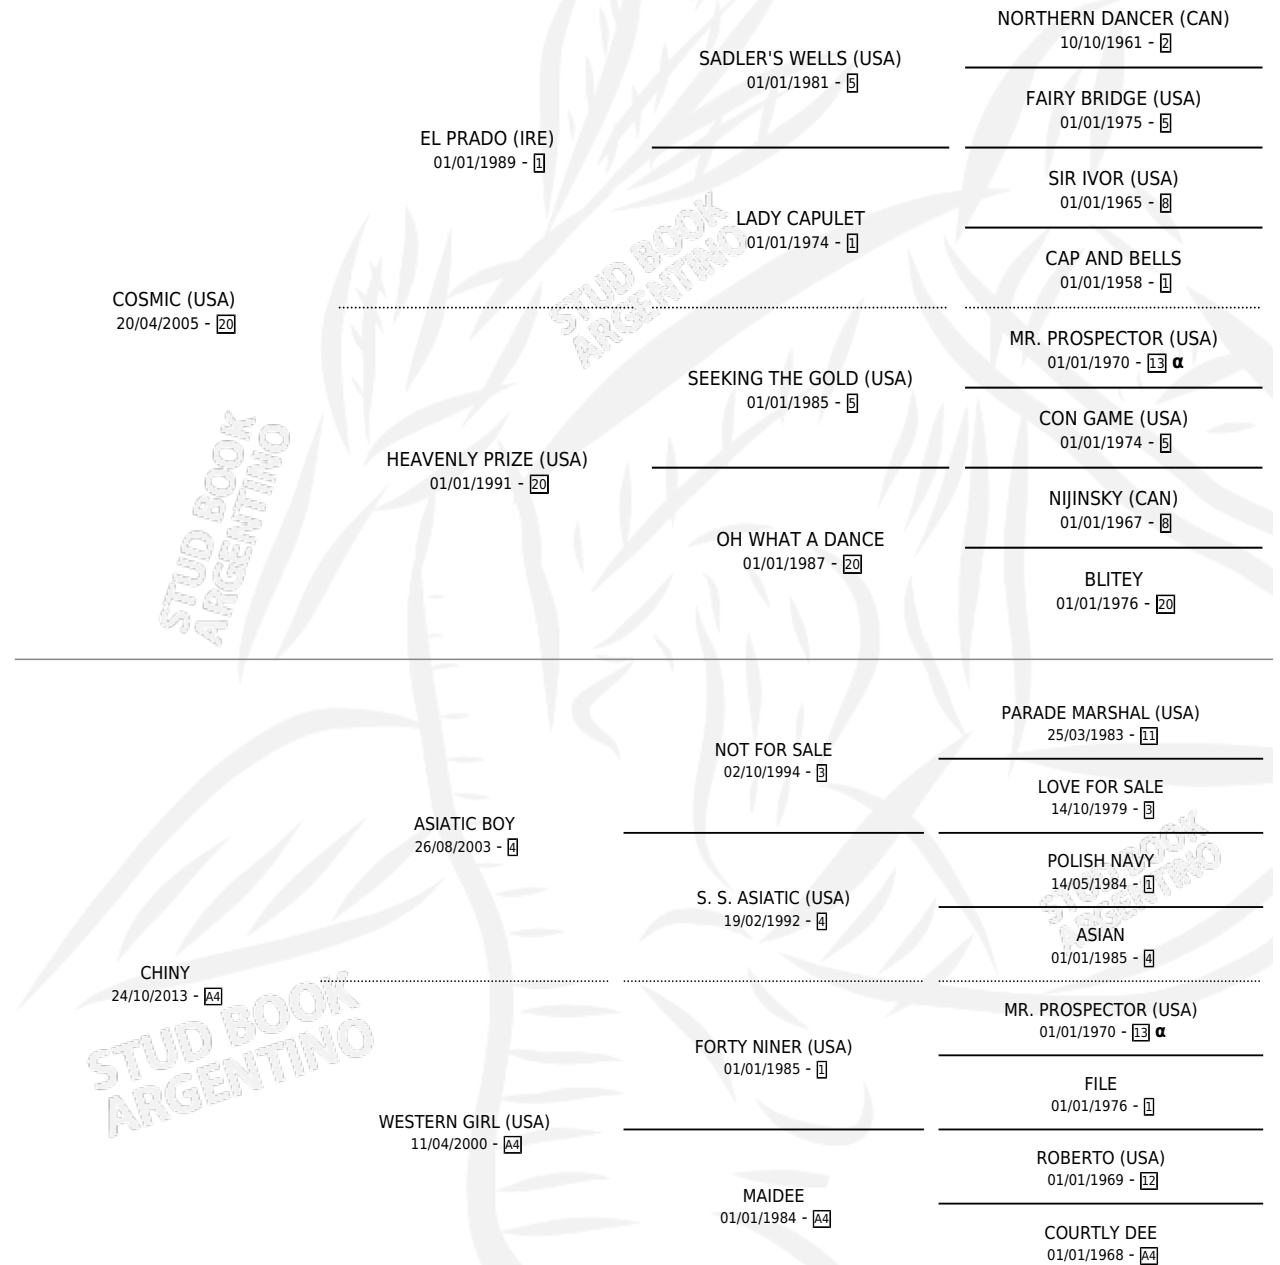 NORTHERN DANCER (CAN)
10/10/1961 - 2
SADLER'S WELLS (USA)
01/01/1981 - 5
FAIRY BRIDGE (USA)
01/01/1975 - 5
EL PRADO (IRE)
01/01/1989 - 1
SIR IVOR (USA)
01/01/1965 - 8
LADY CAPULET
01/01/1974 - 1
CAP AND BELLS
01/01/1958 - 1
COSMIC (USA)
20/04/2005 - 20
MR. PROSPECTOR (USA)
01/01/1970 - 13 α
SEEKING THE GOLD (USA)
01/01/1985 - 5
CON GAME (USA)
01/01/1974 - 5
HEAVENLY PRIZE (USA)
01/01/1991 - 20
NIJINSKY (CAN)
01/01/1967 - 8
OH WHAT A DANCE
01/01/1987 - 20
BLITEY
01/01/1976 - 20
PARADE MARSHAL (USA)
25/03/1983 - 11
NOT FOR SALE
02/10/1994 - 3
LOVE FOR SALE
14/10/1979 - 3
ASIATIC BOY
26/08/2003 - 4
POLISH NAVY
14/05/1984 - 1
S. S. ASIATIC (USA)
19/02/1992 - 4
ASIAN
01/01/1985 - 4
CHINY
24/10/2013 - A4
MR. PROSPECTOR (USA)
01/01/1970 - 13 α
FORTY NINER (USA)
01/01/1985 - 1
FILE
01/01/1976 - 1
WESTERN GIRL (USA)
11/04/2000 - A4
ROBERTO (USA)
01/01/1969 - 12
MAIDEE
01/01/1984 - A4
COURTLY DEE
01/01/1968 - A4
STUD BOOK
ARGENTINO
STUD BOOK
ARGENTINO
STUD BOOK
ARGENTINO
STUD BOOK
ARGENTINO